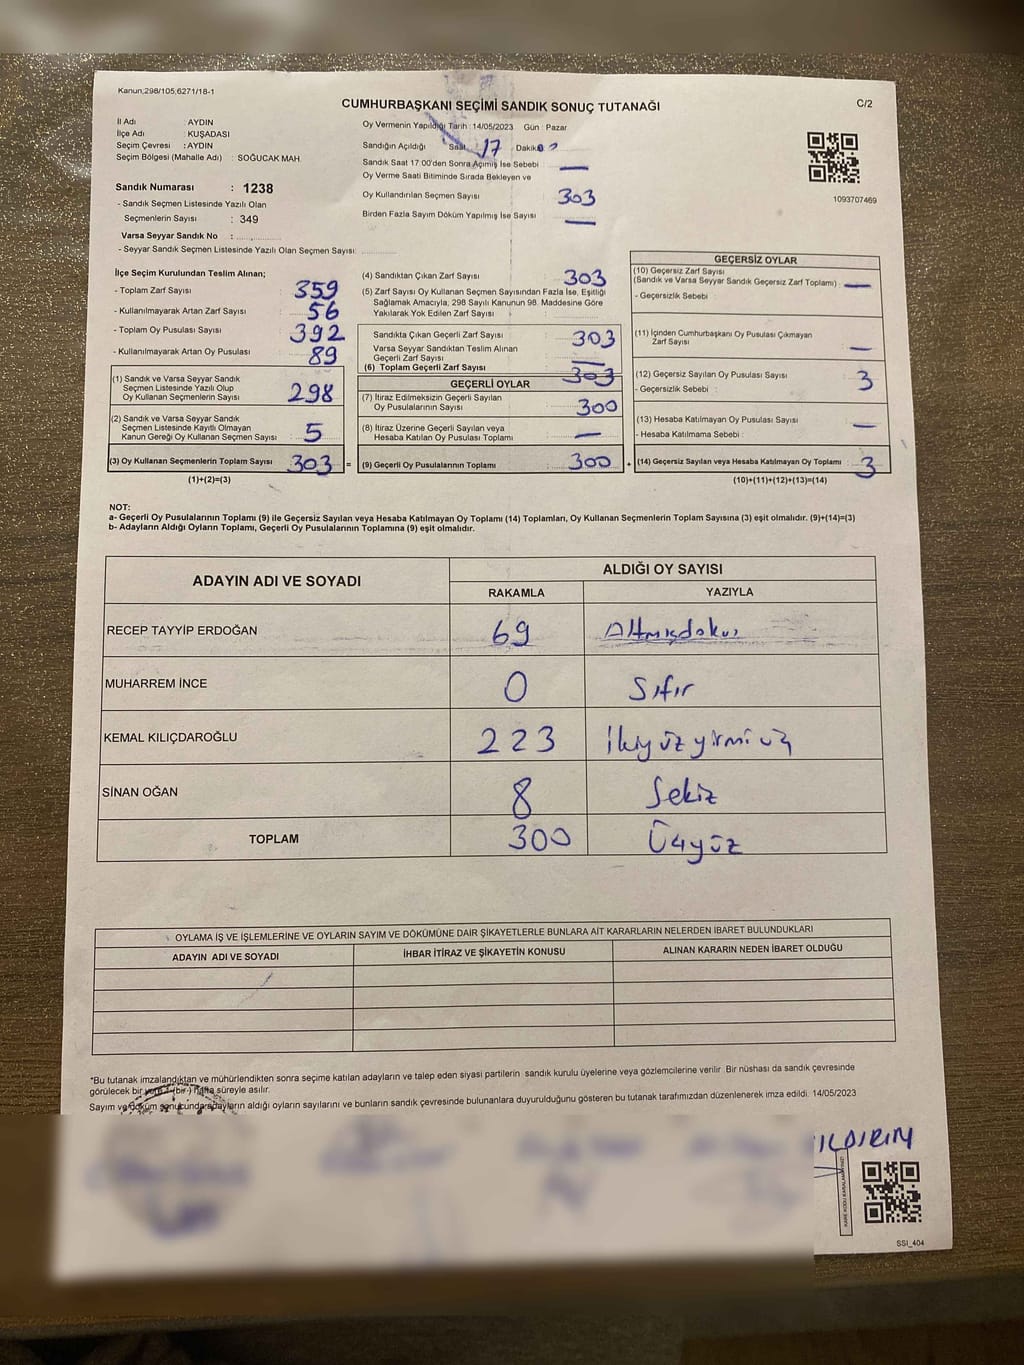 Kanun;298/105,6271/18-1
CUMHURBAŞKANI SEÇİMİ SANDIK SONUÇ TUTANAĞI
C/2
İl Adı : AYDIN
İlçe Adı : KUŞADASI
Seçim Çevresi : AYDIN
Seçim Bölgesi (Mahalle Adı) : SOĞUCAK MAH.
Sandık Numarası : 1238
- Sandık Seçmen Listesinde Yazılı Olan
Seçmenlerin Sayısı : 349
Varsa Seyyar Sandık No :
- Seyyar Sandık Seçmen Listesinde Yazılı Olan Seçmen Sayısı:
Oy Vermenin Yapıldığı Tarih : 14/05/2023 Gün : Pazar
Sandığın Açıldığı Saat 17 Dakika
Sandık Saat 17.00'den Sonra Açılmış İse Sebebi —
Oy Verme Saati Bitiminde Sırada Bekleyen ve
Oy Kullandırılan Seçmen Sayısı : 303
Birden Fazla Sayım Döküm Yapılmış İse Sayısı : —
1093707469
İlçe Seçim Kurulundan Teslim Alınan;
- Toplam Zarf Sayısı : 359
- Kullanılmayarak Artan Zarf Sayısı : 56
- Toplam Oy Pusulası Sayısı : 392
- Kullanılmayarak Artan Oy Pusulası : 89
(1) Sandık ve Varsa Seyyar Sandık
Seçmen Listesinde Yazılı Olup
Oy Kullanan Seçmenlerin Sayısı : 298
(2) Sandık ve Varsa Seyyar Sandık
Seçmen Listesinde Kayıtlı Olmayan
Kanun Gereği Oy Kullanan Seçmen Sayısı : 5
(3) Oy Kullanan Seçmenlerin Toplam Sayısı : 303 =
(1)+(2)=(3)
(4) Sandıktan Çıkan Zarf Sayısı : 303
(5) Zarf Sayısı Oy Kullanan Seçmen Sayısından Fazla İse, Eşitliği
Sağlamak Amacıyla, 298 Sayılı Kanunun 98. Maddesine Göre
Yakılarak Yok Edilen Zarf Sayısı :
Sandıkta Çıkan Geçerli Zarf Sayısı : 303
Varsa Seyyar Sandıktan Teslim Alınan
Geçerli Zarf Sayısı : —
(6) Toplam Geçerli Zarf Sayısı : 303
GEÇERLİ OYLAR
(7) İtiraz Edilmeksizin Geçerli Sayılan
Oy Pusulalarının Sayısı : 300
(8) İtiraz Üzerine Geçerli Sayılan veya
Hesaba Katılan Oy Pusulası Toplamı : —
(9) Geçerli Oy Pusulalarının Toplamı : 300 +
GEÇERSİZ OYLAR
(10) Geçersiz Zarf Sayısı
(Sandık ve Varsa Seyyar Sandık Geçersiz Zarf Toplamı) : —
- Geçersizlik Sebebi :
(11) İçinden Cumhurbaşkanı Oy Pusulası Çıkmayan
Zarf Sayısı : —
(12) Geçersiz Sayılan Oy Pusulası Sayısı : 3
- Geçersizlik Sebebi :
(13) Hesaba Katılmayan Oy Pusulası Sayısı : —
- Hesaba Katılmama Sebebi :
(14) Geçersiz Sayılan veya Hesaba Katılmayan Oy Toplamı : 3
(10)+(11)+(12)+(13)=(14)
NOT:
a- Geçerli Oy Pusulalarının Toplamı (9) ile Geçersiz Sayılan veya Hesaba Katılmayan Oy Toplamı (14) Toplamları, Oy Kullanan Seçmenlerin Toplam Sayısına (3) eşit olmalıdır. (9)+(14)=(3)
b- Adayların Aldığı Oyların Toplamı, Geçerli Oy Pusulalarının Toplamına (9) eşit olmalıdır.
ADAYIN ADI VE SOYADI
ALDIĞI OY SAYISI
RAKAMLA YAZIYLA
RECEP TAYYİP ERDOĞAN 69 Altmışdokuz
MUHARREM İNCE 0 Sıfır
KEMAL KILIÇDAROĞLU 223 İkiyüzyirmiüç
SİNAN OĞAN 8 Sekiz
TOPLAM 300 Üçyüz
OYLAMA İŞ VE İŞLEMLERİNE VE OYLARIN SAYIM VE DÖKÜMÜNE DAİR ŞİKAYETLERLE BUNLARA AİT KARARLARIN NELERDEN İBARET BULUNDUKLARI
ADAYIN ADI VE SOYADI İHBAR İTİRAZ VE ŞİKAYETİN KONUSU ALINAN KARARIN NEDEN İBARET OLDUĞU
*Bu tutanak imzalandıktan ve mühürlendikten sonra seçime katılan adayların ve talep eden siyasi partilerin sandık kurulu üyelerine veya gözlemcilerine verilir. Bir nüshası da sandık çevresinde
görülecek bir yere 1 (bir) hafta süreyle asılır.
Sayım ve döküm sonucunda adayların aldığı oyların sayılarını ve bunların sandık çevresinde bulunanlara duyurulduğunu gösteren bu tutanak tarafımızdan düzenlenerek imza edildi. 14/05/2023
ILDIRIM
SSI_404